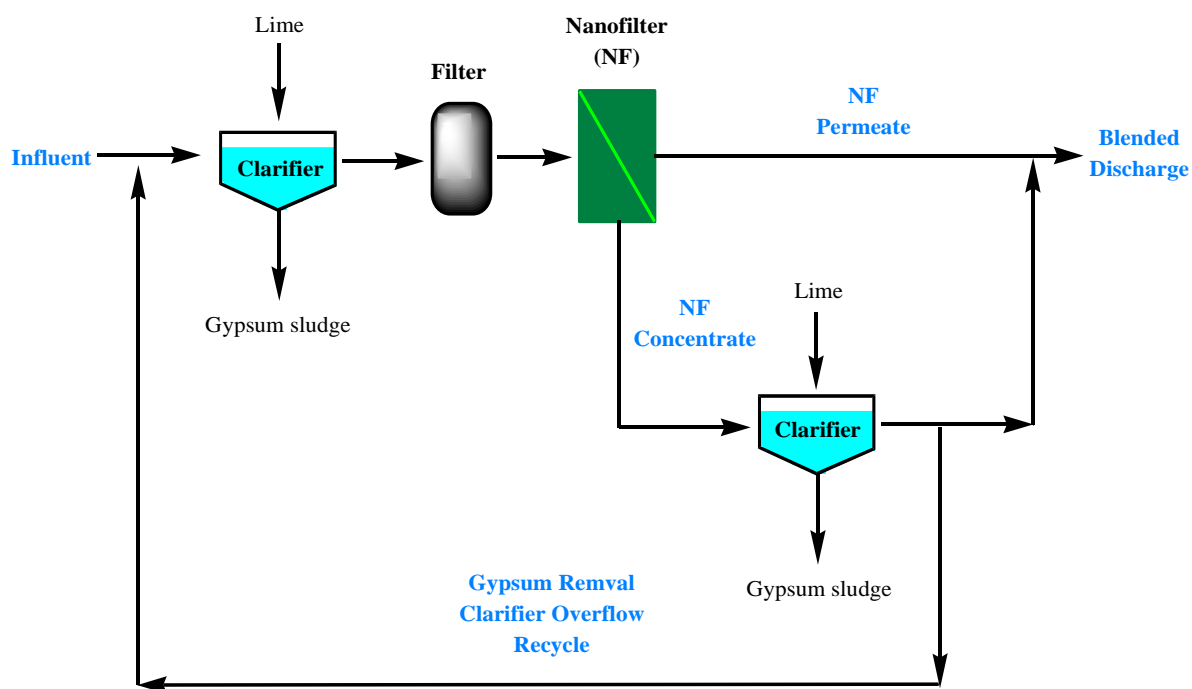 Lime
Nanofilter
(NF)
Filter
NF
Permeate
Influent
Clarifier
Blended
Discharge
Gypsum sludge
NF
Concentrate
Lime
Clarifier
Gypsum sludge
Gypsum Remval
Clarifier Overflow
Recycle